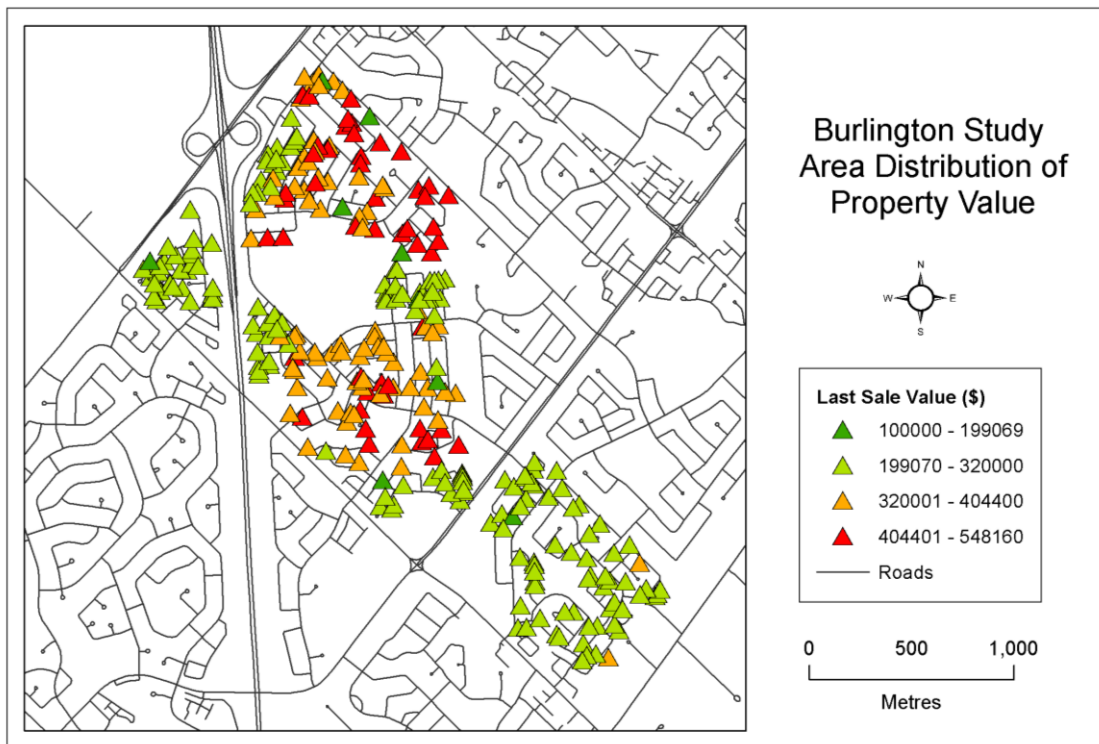 Burlington Study
Area Distribution of
Property Value
N
W E
S
Last Sale Value ($)
100000 - 199069
199070 - 320000
320001 - 404400
404401 - 548160
Roads
0 500 1,000
Metres